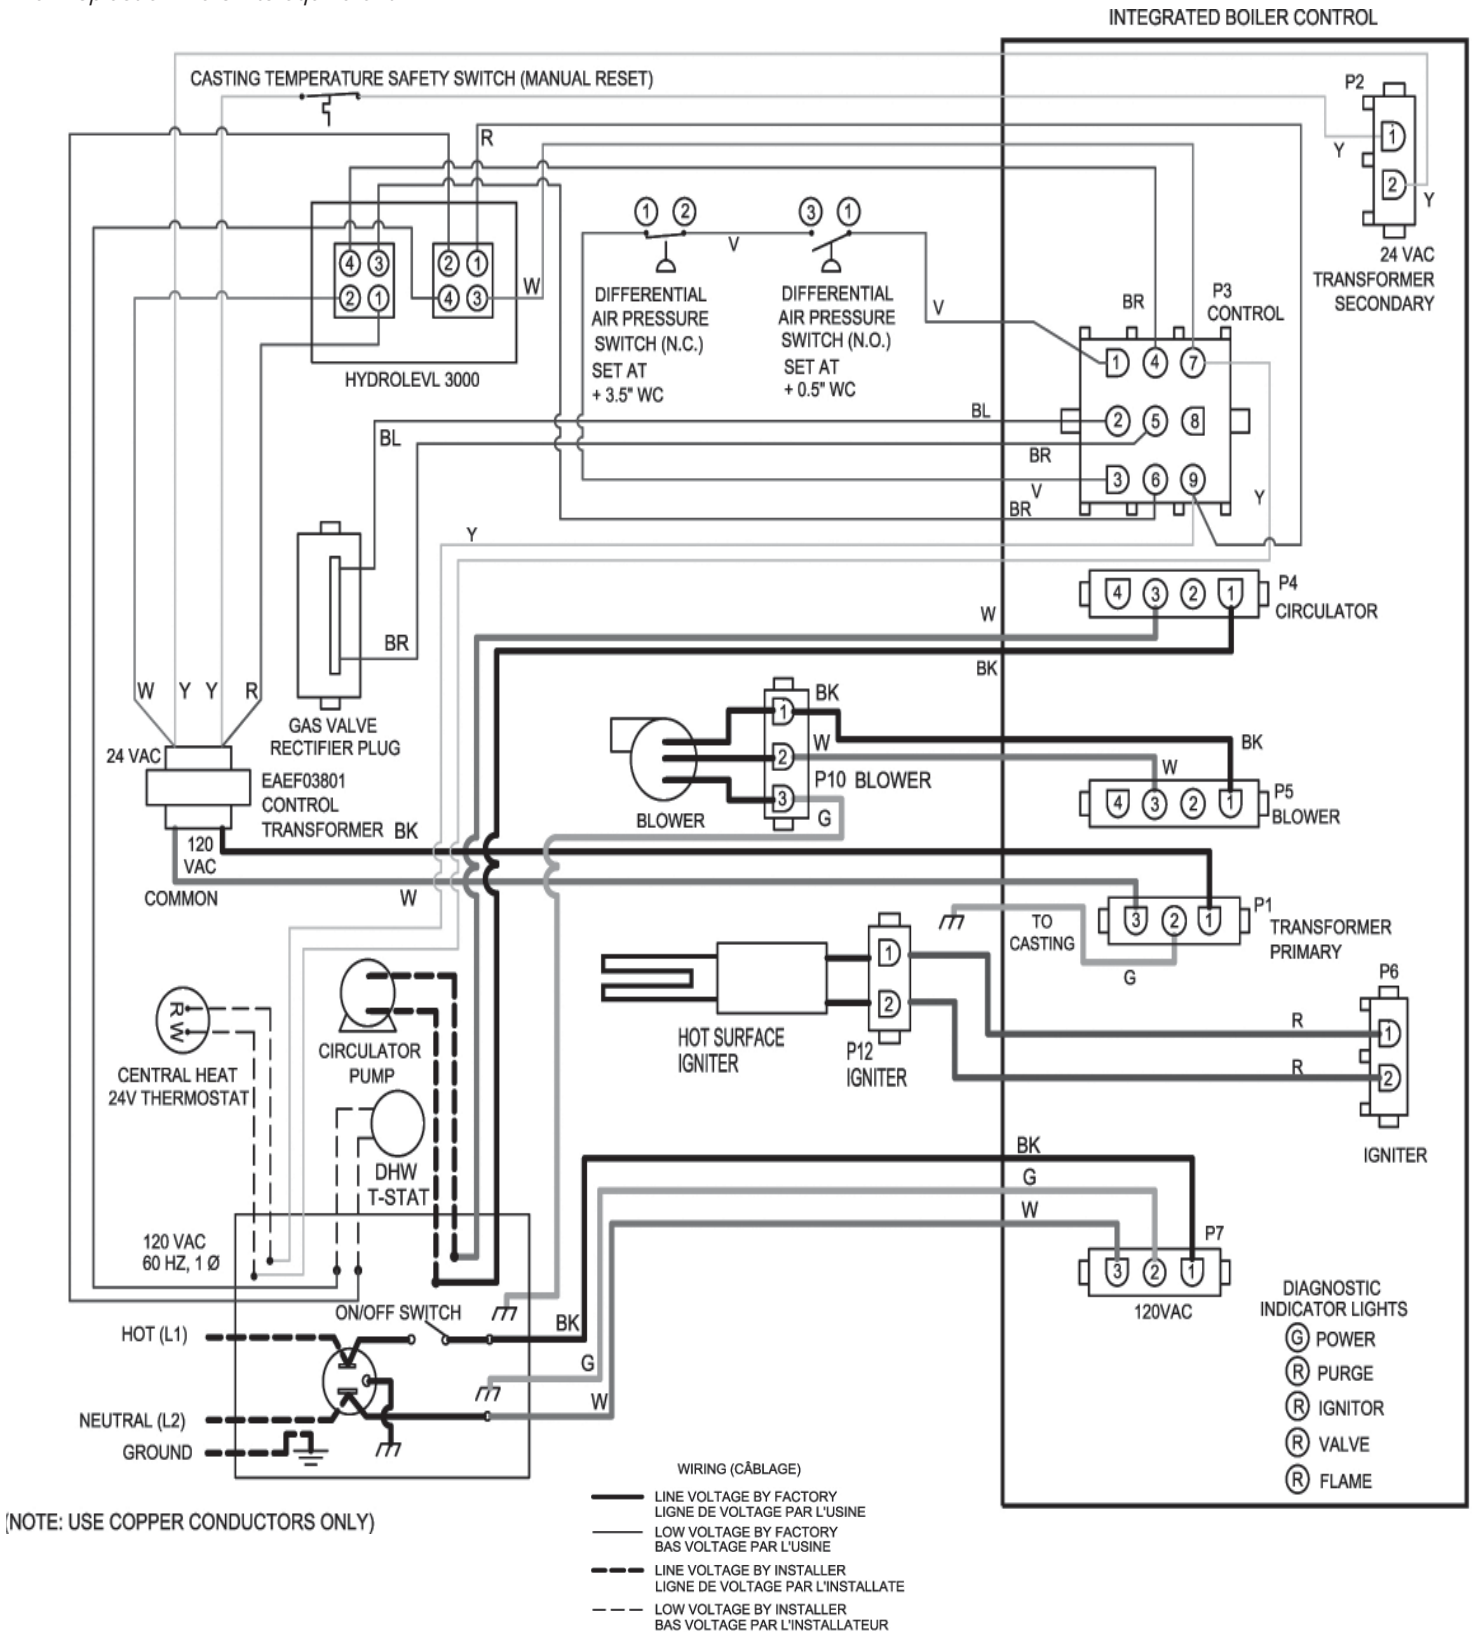 INTEGRATED BOILER CONTROL
CASTING TEMPERATURE SAFETY SWITCH (MANUAL RESET)
P2
1
Y
2
Y
24 VAC
TRANSFORMER
SECONDARY
R
4 3 2 1
2 1 4 3
W
HYDROLEVL 3000
1 2
V
3 1
DIFFERENTIAL
AIR PRESSURE
SWITCH (N.C.)
SET AT
+ 3.5" WC
DIFFERENTIAL
AIR PRESSURE
SWITCH (N.O.)
SET AT
+ 0.5" WC
V
BR
P3
CONTROL
1 4 7
2 5 8
3 6 9
BL
BL
BR
V
BR
Y
Y
BR
GAS VALVE
RECTIFIER PLUG
W Y Y R
24 VAC
EAEF03801
CONTROL
TRANSFORMER
120
VAC
COMMON
BK
W
P4
4 3 2 1
CIRCULATOR
W
BK
BLOWER
1
2
3
BK
W
G
P10 BLOWER
BK
W
P5
4 3 2 1
BLOWER
P1
3 2 1
TRANSFORMER
PRIMARY
TO
CASTING
G
HOT SURFACE
IGNITER
1
2
P12
IGNITER
R
R
P6
1
2
IGNITER
R
W
CENTRAL HEAT
24V THERMOSTAT
CIRCULATOR
PUMP
DHW
T-STAT
120 VAC
60 HZ, 1 Ø
ON/OFF SWITCH
HOT (L1)
NEUTRAL (L2)
GROUND
BK
G
W
BK
G
W
P7
3 2 1
120VAC
DIAGNOSTIC
INDICATOR LIGHTS
G POWER
R PURGE
R IGNITOR
R VALVE
R FLAME
(NOTE: USE COPPER CONDUCTORS ONLY)
WIRING (CÂBLAGE)
LINE VOLTAGE BY FACTORY
LIGNE DE VOLTAGE PAR L'USINE
LOW VOLTAGE BY FACTORY
BAS VOLTAGE PAR L'USINE
LINE VOLTAGE BY INSTALLER
LIGNE DE VOLTAGE PAR L'INSTALLATE
LOW VOLTAGE BY INSTALLER
BAS VOLTAGE PAR L'INSTALLATEUR